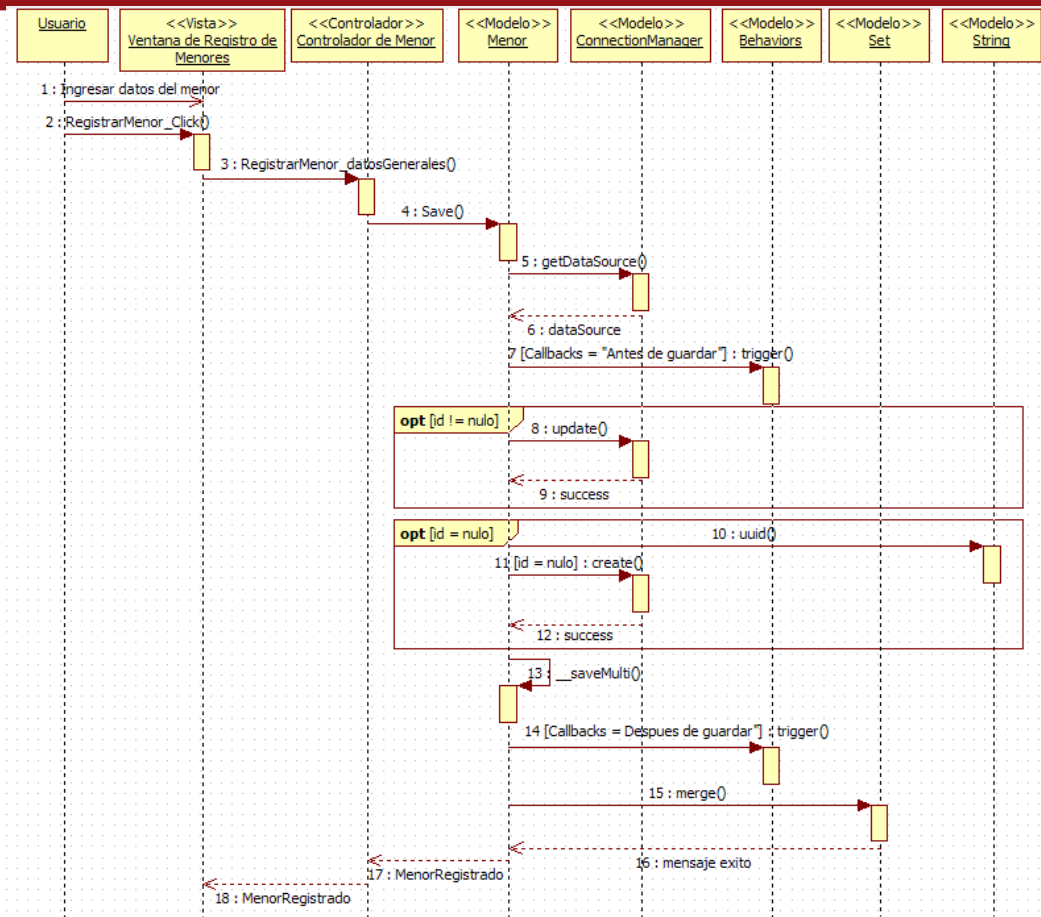 Usuario
<<Vista>>
Ventana de Registro de
Menores
<<Controlador>>
Controlador de Menor
<<Modelo>>
Menor
<<Modelo>>
ConnectionManager
<<Modelo>>
Behaviors
<<Modelo>>
Set
<<Modelo>>
String
1 : Ingresar datos del menor
2 : RegistrarMenor_Click()
3 : RegistrarMenor_datosGenerales()
4 : Save()
5 : getDataSource()
6 : dataSource
7 [Callbacks = "Antes de guardar"] : trigger()
opt [id != nulo]
8 : update()
9 : success
opt [id = nulo]
10 : uuid()
11 [id = nulo] : create()
12 : success
13 : __saveMulti()
14 [Callbacks = Despues de guardar"] : trigger()
15 : merge()
16 : mensaje exito
17 : MenorRegistrado
18 : MenorRegistrado